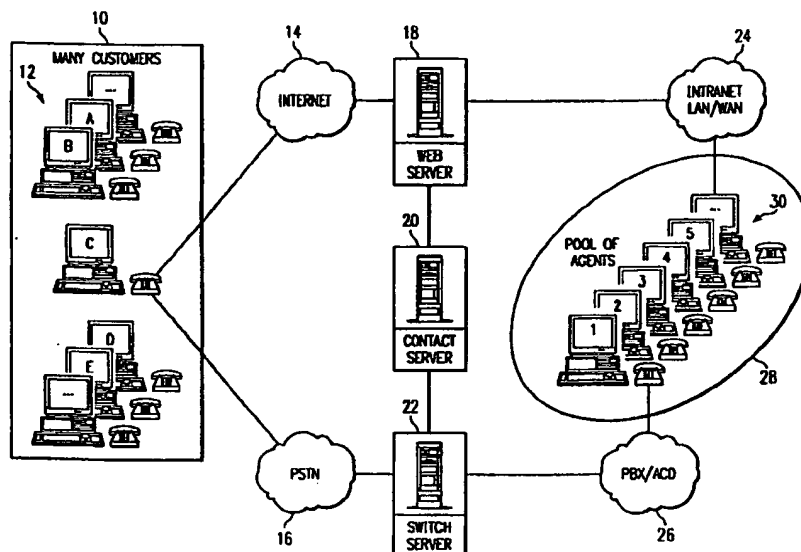 10
MANY CUSTOMERS
12
A
B
C
D
E
14
INTERNET
PSTN
16
18
WEB
SERVER
20
CONTACT
SERVER
22
SWITCH
SERVER
24
INTRANET
LAN/WAN
30
POOL OF
AGENTS
5
4
3
2
1
28
PBX/ACD
26